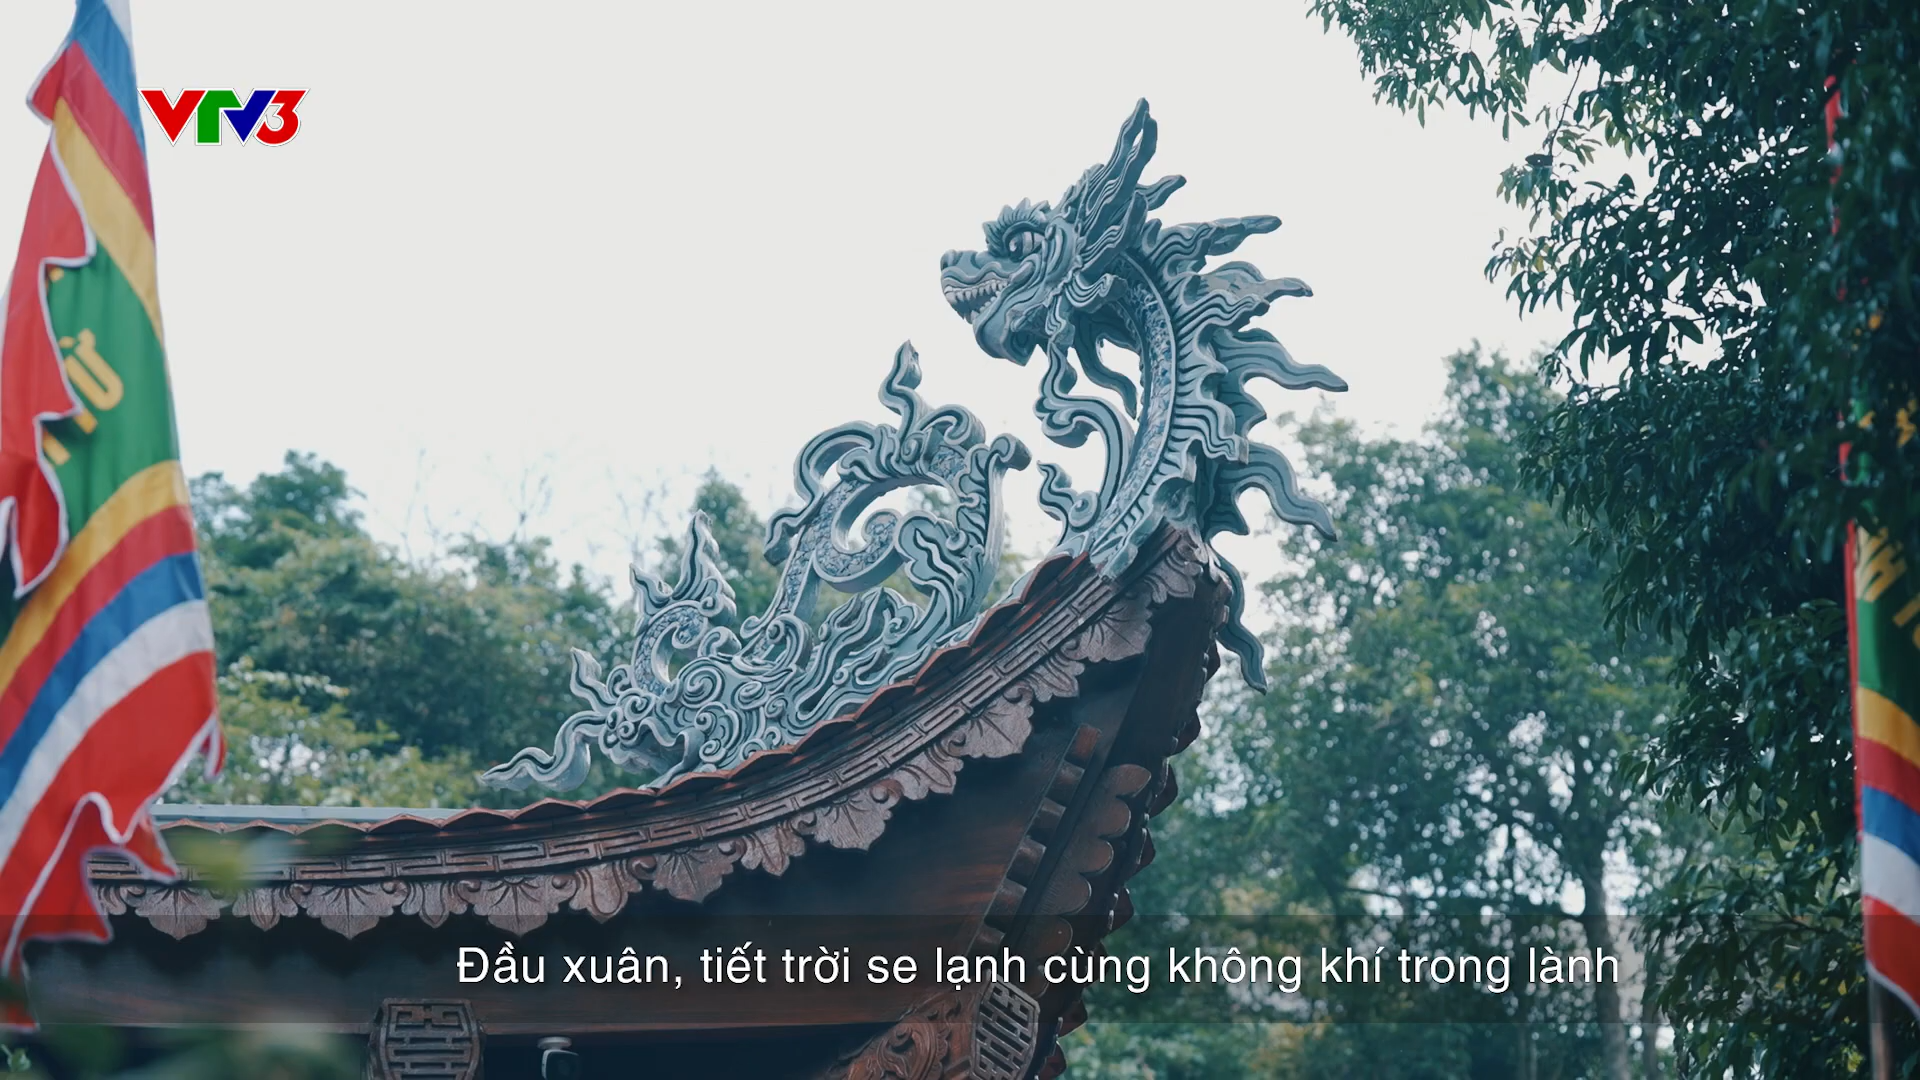 VTV3
Đầu xuân, tiết trời se lạnh cùng không khí trong lành